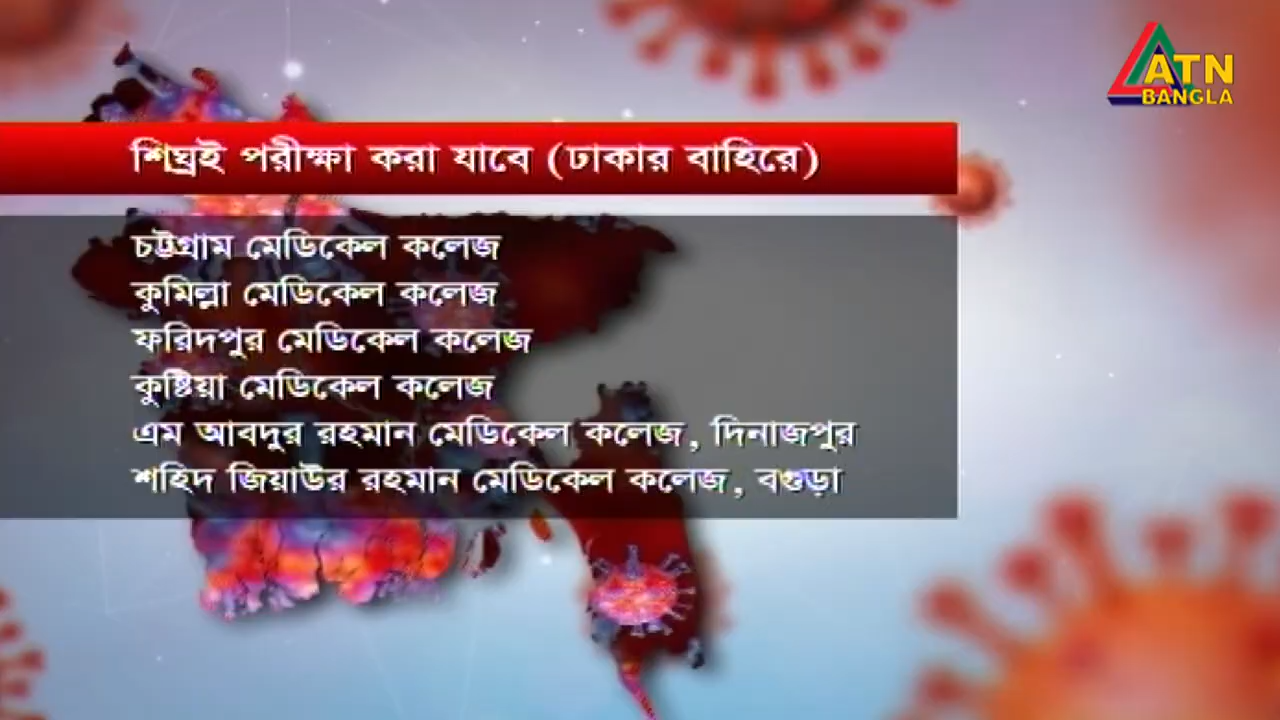 ATN
BANGLA
শিঘ্রই পরীক্ষা করা যাবে (ঢাকার বাহিরে)
চট্টগ্রাম মেডিকেল কলেজ
কুমিল্লা মেডিকেল কলেজ
ফরিদপুর মেডিকেল কলেজ
কুষ্টিয়া মেডিকেল কলেজ
এম আবদুর রহমান মেডিকেল কলেজ, দিনাজপুর
শহিদ জিয়াউর রহমান মেডিকেল কলেজ, বগুড়া